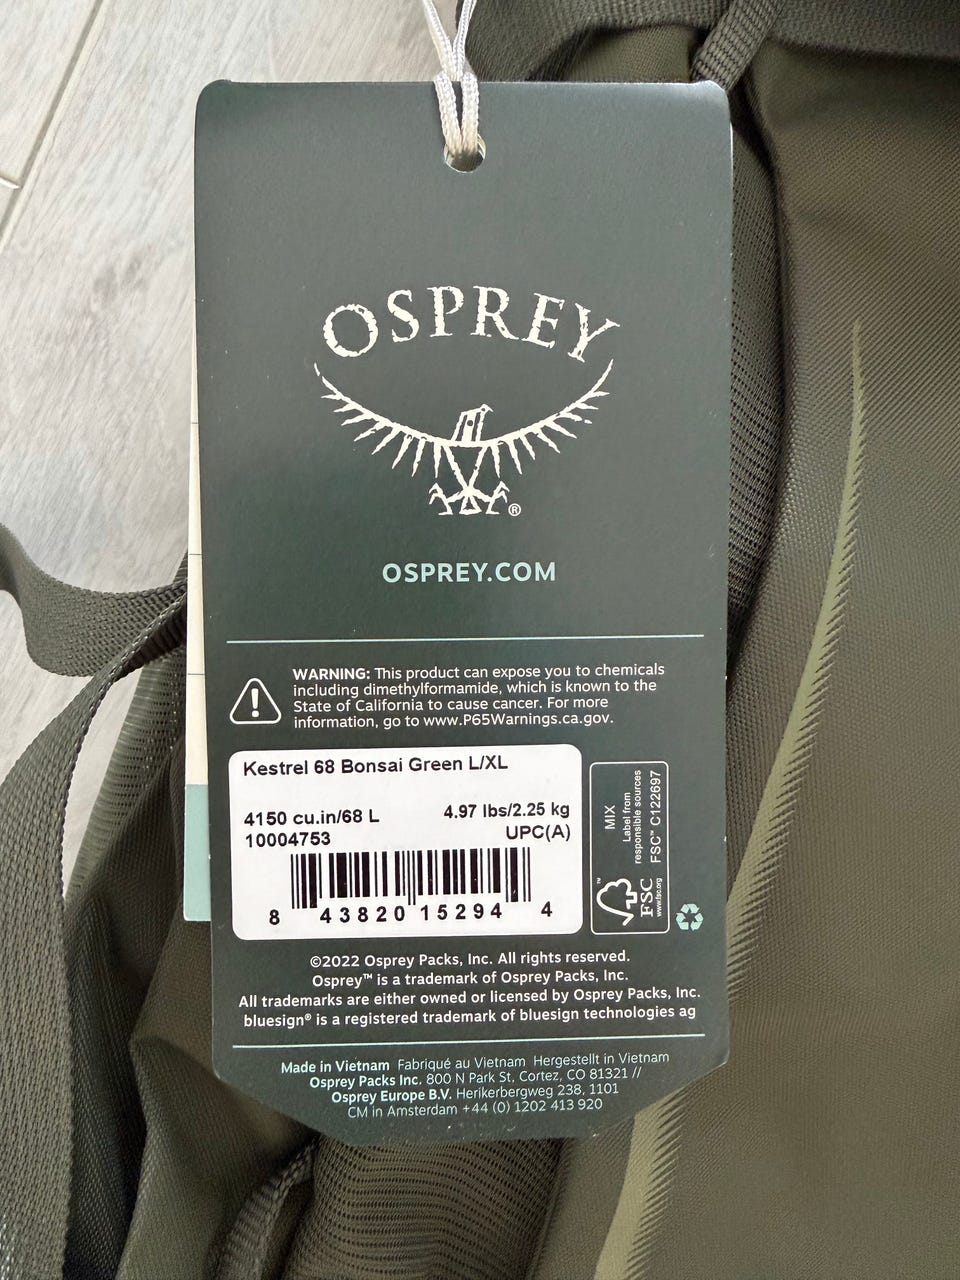 OSPREY
®
OSPREY.COM
WARNING: This product can expose you to chemicals
including dimethylformamide, which is known to the
State of California to cause cancer. For more
information, go to www.P65Warnings.ca.gov.
Kestrel 68 Bonsai Green L/XL
4150 cu.in/68 L 4.97 lbs/2.25 kg
10004753 UPC(A)
8 43820 15294 4
MIX
Label from
responsible sources
FSC™ C122697
™
FSC
www.fsc.org
©2022 Osprey Packs, Inc. All rights reserved.
Osprey™ is a trademark of Osprey Packs, Inc.
All trademarks are either owned or licensed by Osprey Packs, Inc.
bluesign® is a registered trademark of bluesign technologies ag
Made in Vietnam Fabriqué au Vietnam Hergestellt in Vietnam
Osprey Packs Inc. 800 N Park St, Cortez, CO 81321 //
Osprey Europe B.V. Herikerbergweg 238, 1101
CM in Amsterdam +44 (0) 1202 413 920